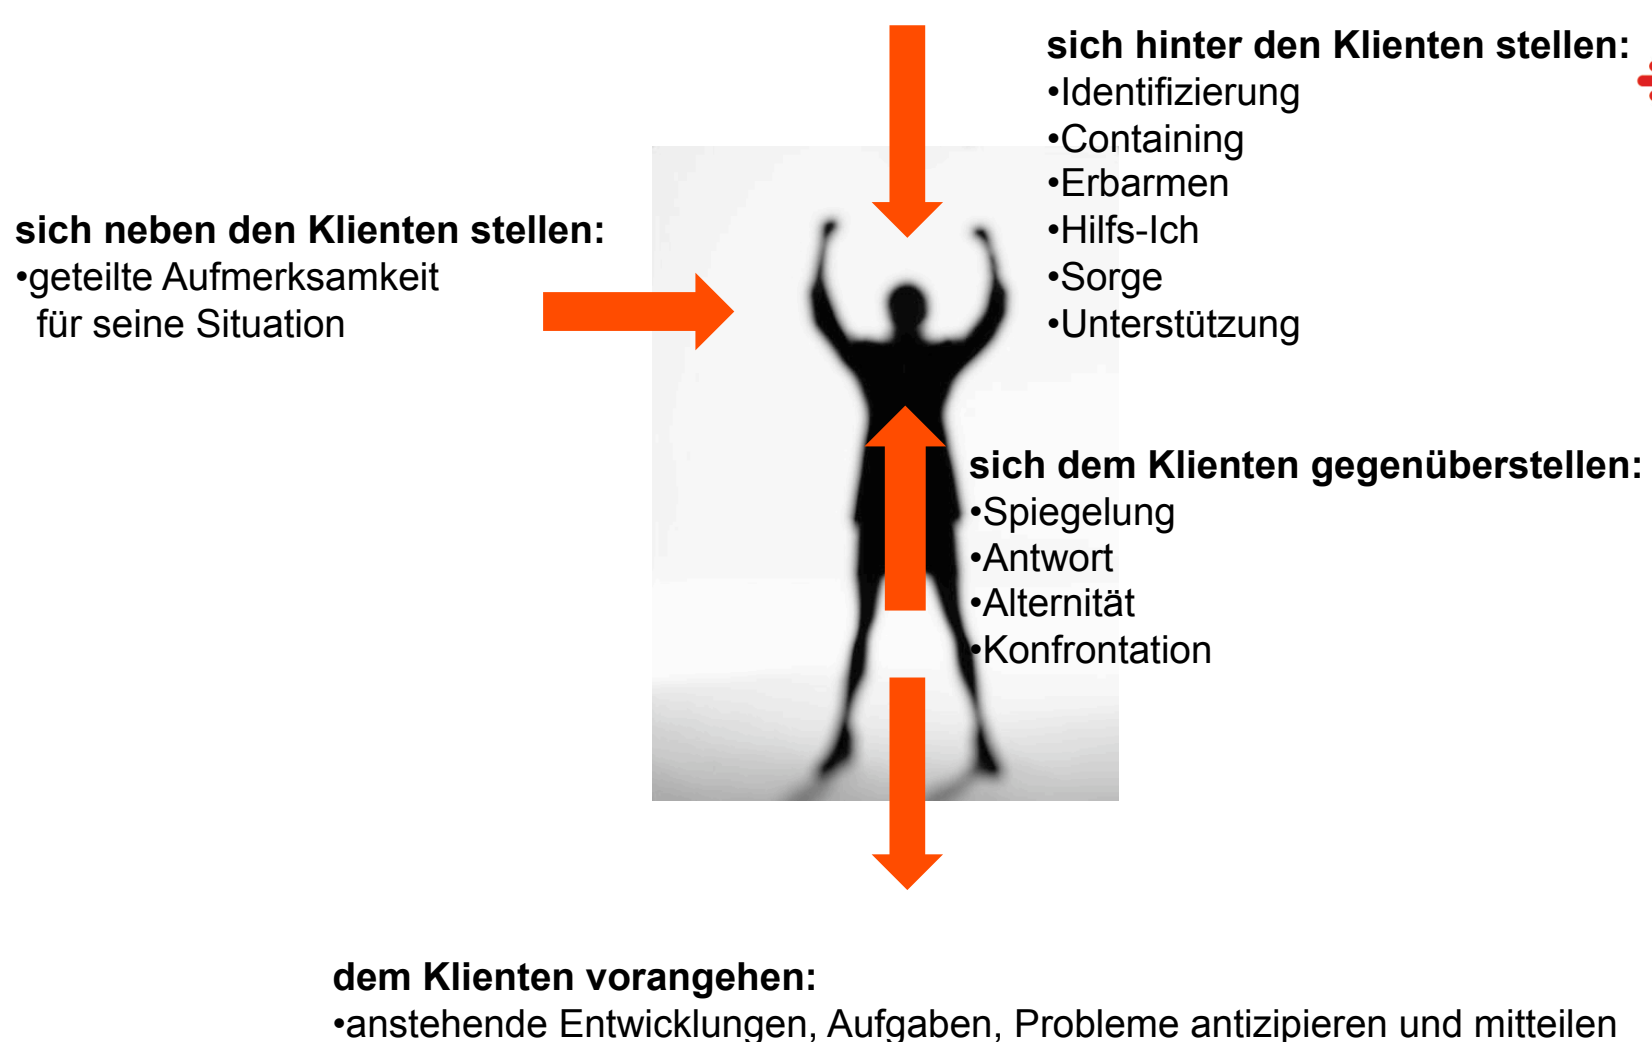 sich hinter den Klienten stellen:
•Identifizierung
•Containing
•Erbarmen
•Hilfs-Ich
•Sorge
•Unterstützung
sich neben den Klienten stellen:
•geteilte Aufmerksamkeit
für seine Situation
sich dem Klienten gegenüberstellen:
•Spiegelung
•Antwort
•Alternität
•Konfrontation
dem Klienten vorangehen:
•anstehende Entwicklungen, Aufgaben, Probleme antizipieren und mitteilen